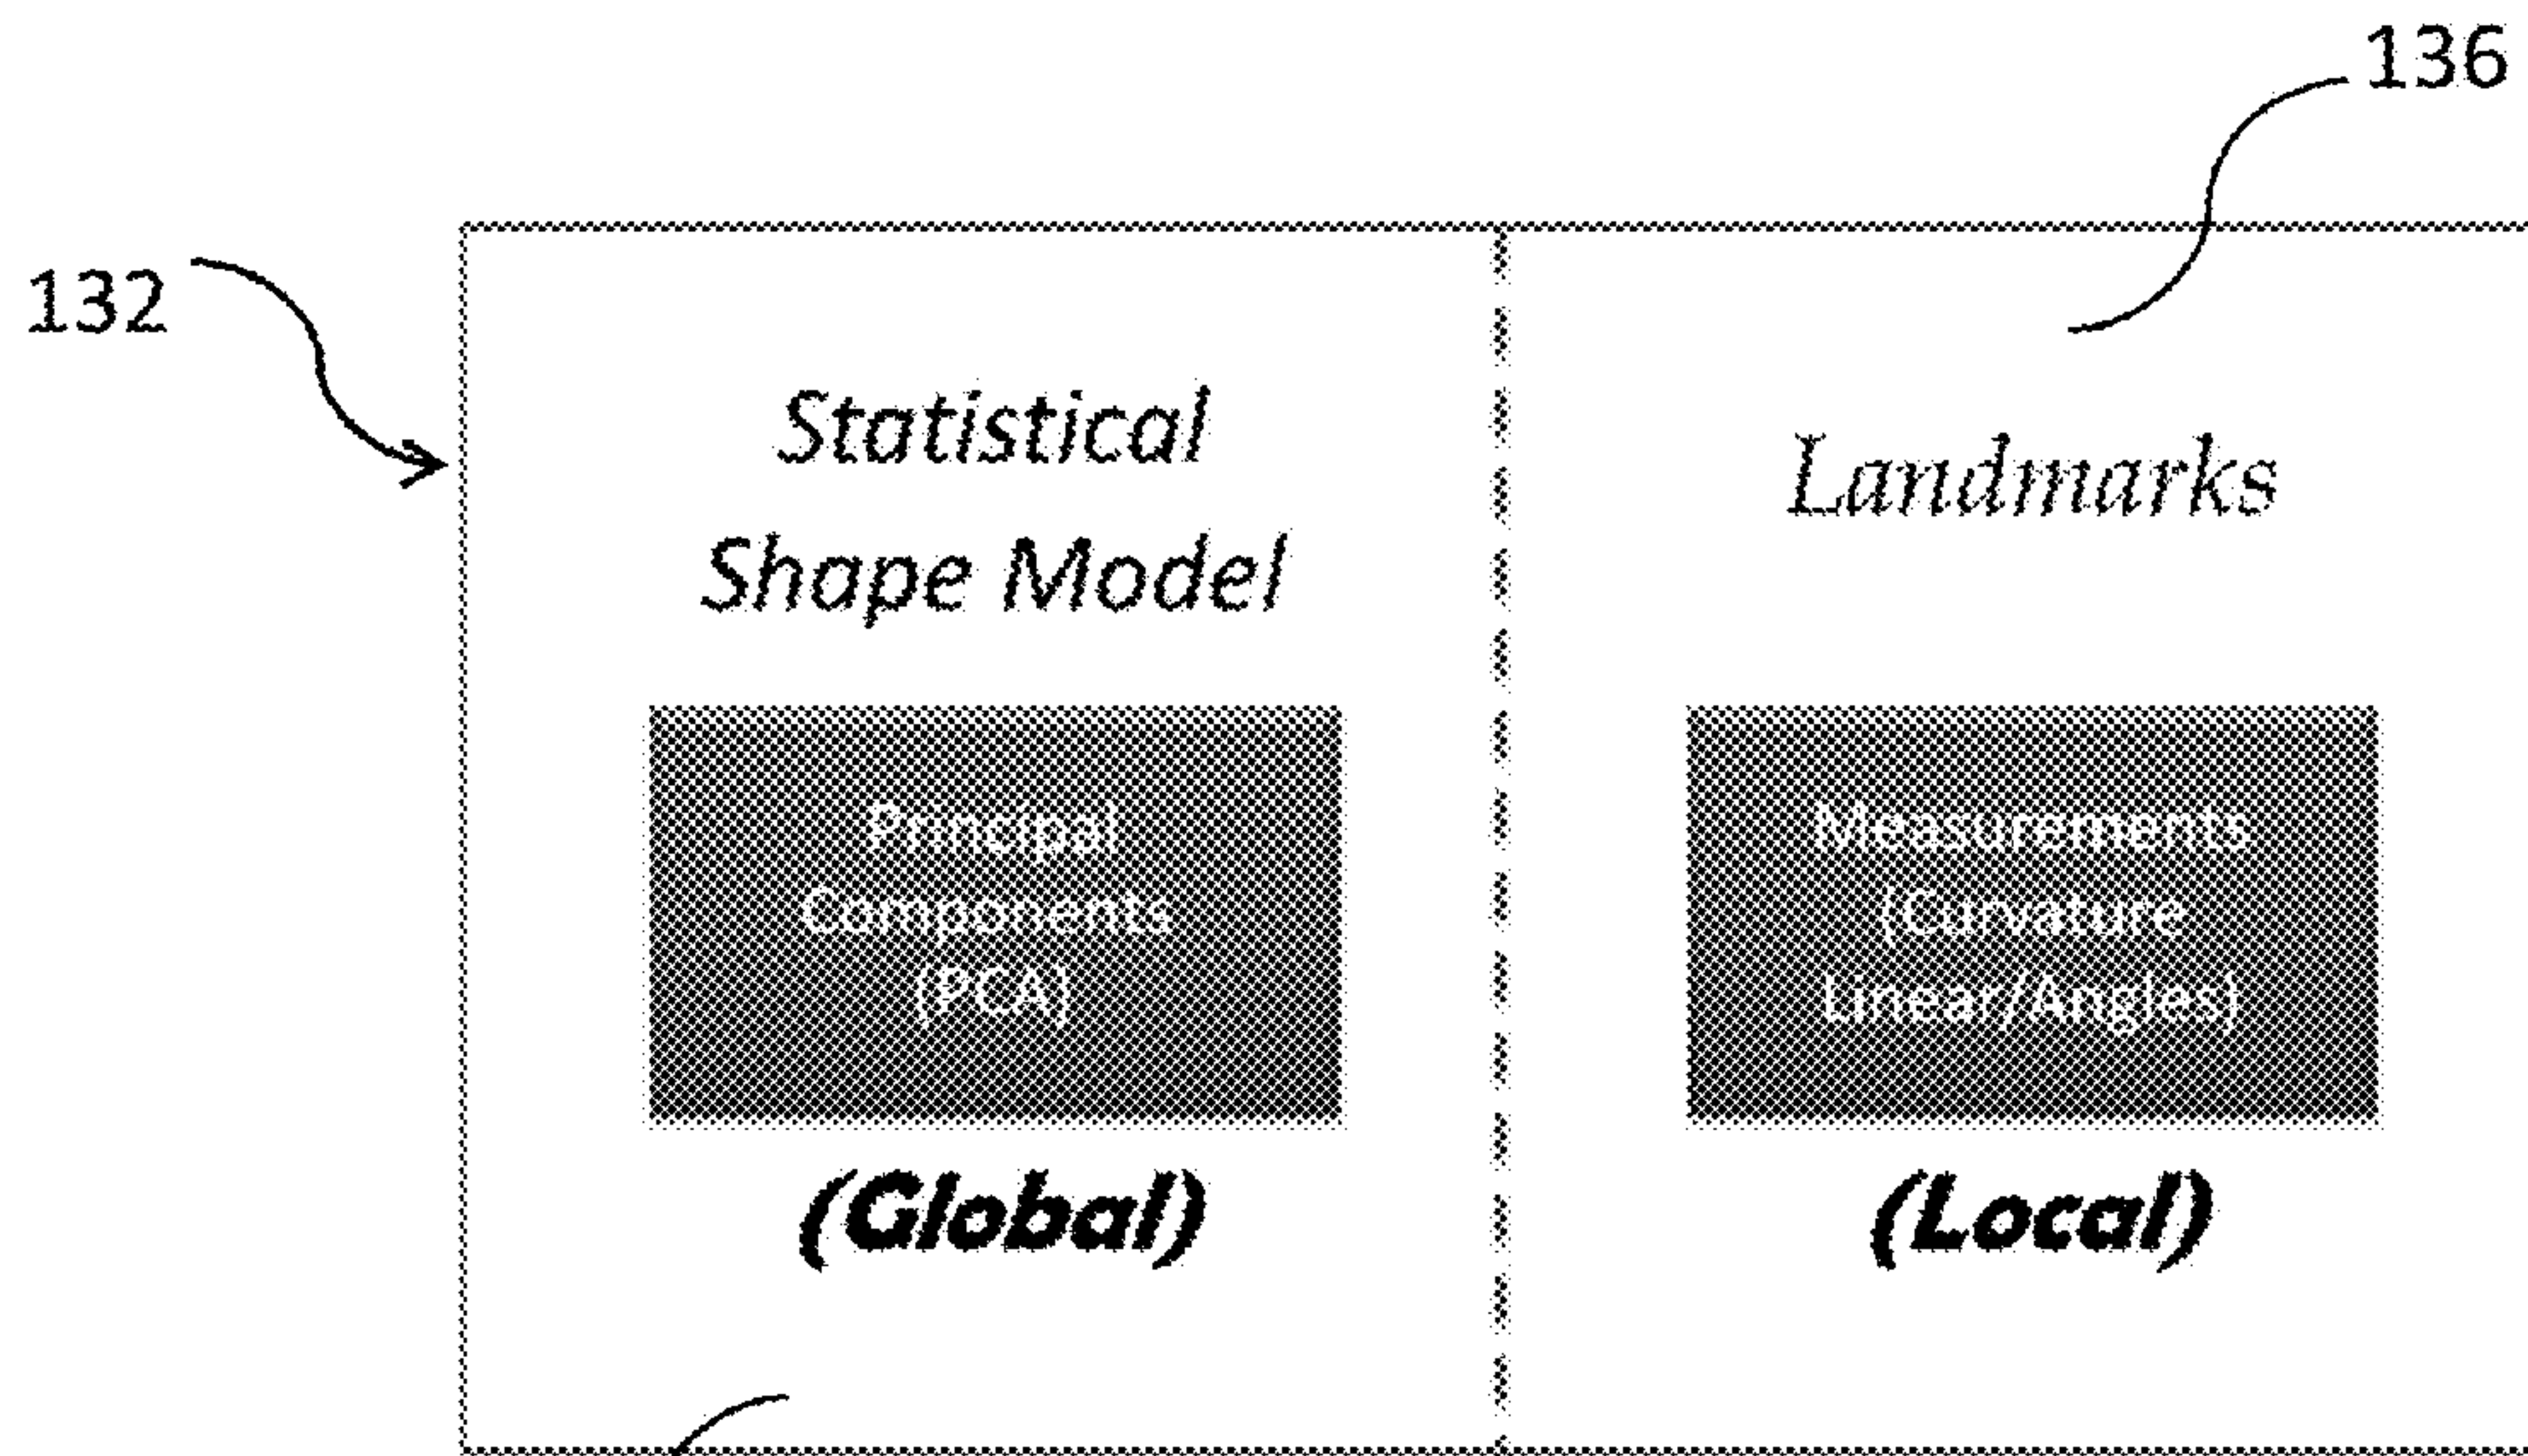 136
132
Statistical
Shape Model
Principal
Components
(PCA)
(Global)
Landmarks
Measurements
(Curvature
Linear/Angles)
(Local)